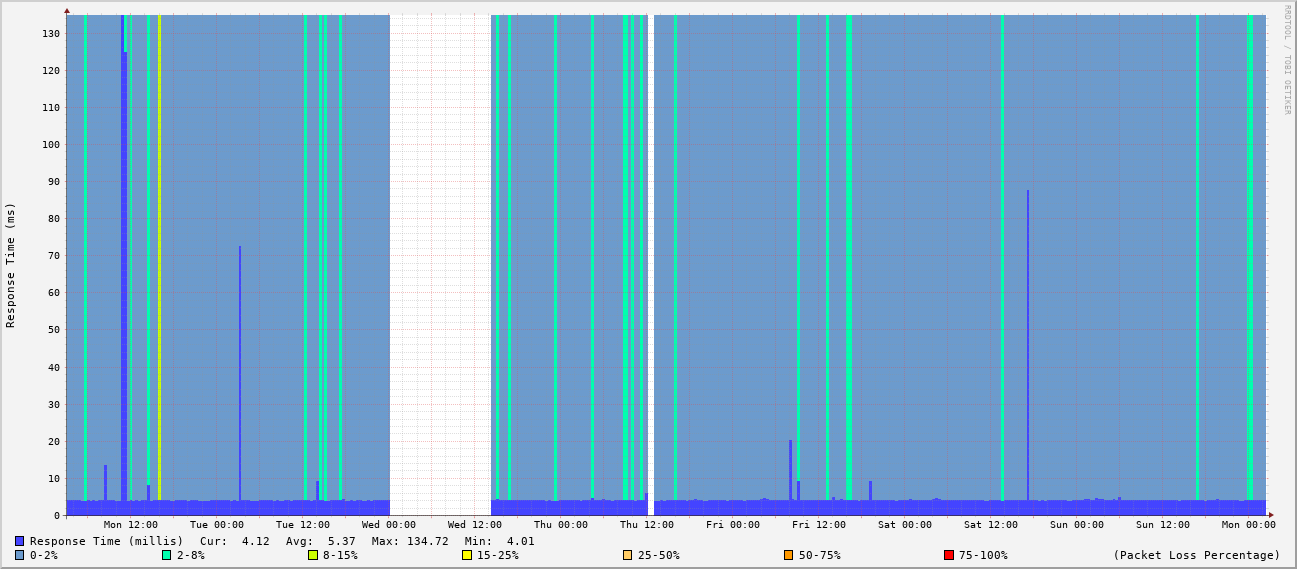 RRDTOOL / TOBI OETIKER
Response Time (ms)
130
120
110
100
90
80
70
60
50
40
30
20
10
0
Mon 12:00 Tue 00:00 Tue 12:00 Wed 00:00 Wed 12:00 Thu 00:00 Thu 12:00 Fri 00:00 Fri 12:00 Sat 00:00 Sat 12:00 Sun 00:00 Sun 12:00 Mon 00:00
Response Time (millis) Cur: 4.12 Avg: 5.37 Max: 134.72 Min: 4.01
0-2% 2-8% 8-15% 15-25% 25-50% 50-75% 75-100% (Packet Loss Percentage)